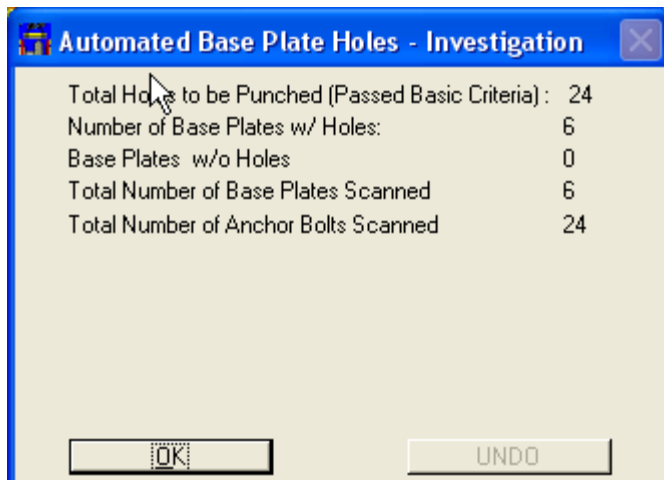 Automated Base Plate Holes - Investigation
Total Holes to be Punched (Passed Basic Criteria) : 24
Number of Base Plates w/ Holes: 6
Base Plates w/o Holes 0
Total Number of Base Plates Scanned 6
Total Number of Anchor Bolts Scanned 24
OK UNDO